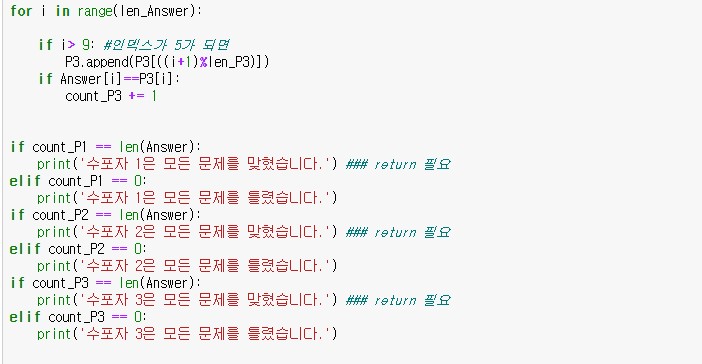 for i in range(len_Answer):
if i> 9: #인덱스가 5가 되면
P3.append(P3[((i+1)%len_P3)])
if Answer[i]==P3[i]:
count_P3 += 1
if count_P1 == len(Answer):
print('수포자 1은 모든 문제를 맞혔습니다.') ### return 필요
elif count_P1 == 0:
print('수포자 1은 모든 문제를 틀렸습니다.')
if count_P2 == len(Answer):
print('수포자 2은 모든 문제를 맞혔습니다.') ### return 필요
elif count_P2 == 0:
print('수포자 2은 모든 문제를 틀렸습니다.')
if count_P3 == len(Answer):
print('수포자 3은 모든 문제를 맞혔습니다.') ### return 필요
elif count_P3 == 0:
print('수포자 3은 모든 문제를 틀렸습니다.')